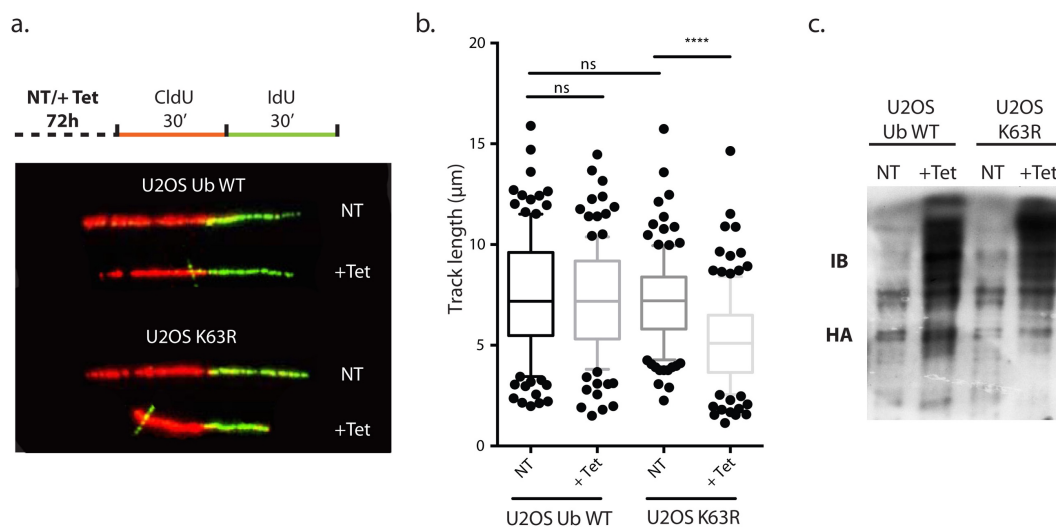 a.
NT/+ Tet
72h
CldU
30'
IdU
30'
U2OS Ub WT
NT
+Tet
U2OS K63R
NT
+Tet
b.
Track length (μm)
20
15
10
5
0
ns
ns
****
NT
+ Tet
NT
+ Tet
U2OS Ub WT
U2OS K63R
c.
U2OS
Ub WT
U2OS
K63R
NT
+Tet
NT
+Tet
IB
HA